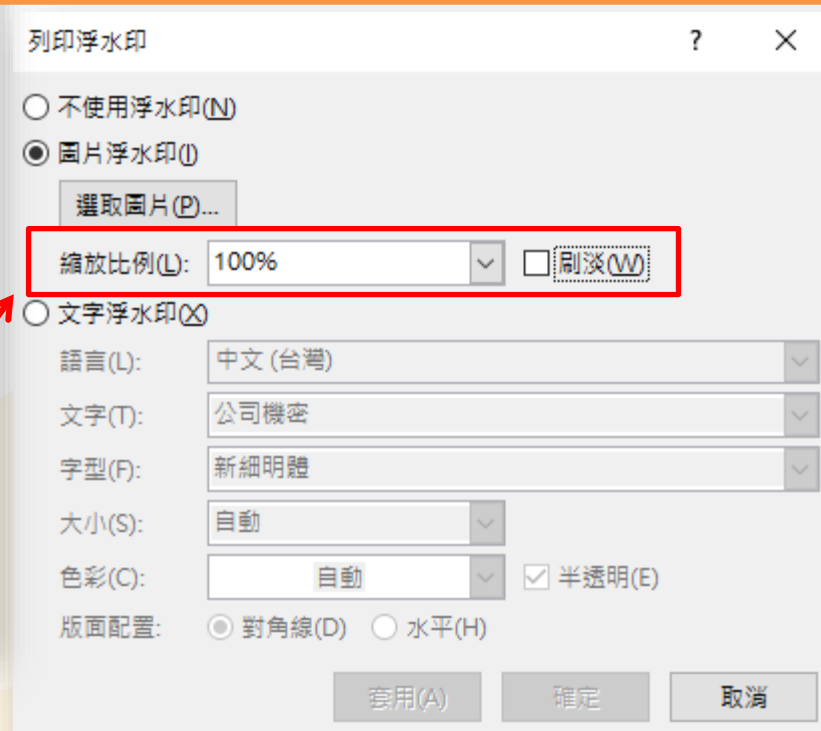 列印浮水印 ?
不使用浮水印(N)
圖片浮水印(I)
選取圖片(P)...
縮放比例(L): 100% 刷淡(W)
文字浮水印(X)
語言(L): 中文 (台灣)
文字(T): 公司機密
字型(F): 新細明體
大小(S): 自動
色彩(C): 自動 半透明(E)
版面配置: 對角線(D) 水平(H)
套用(A) 確定 取消